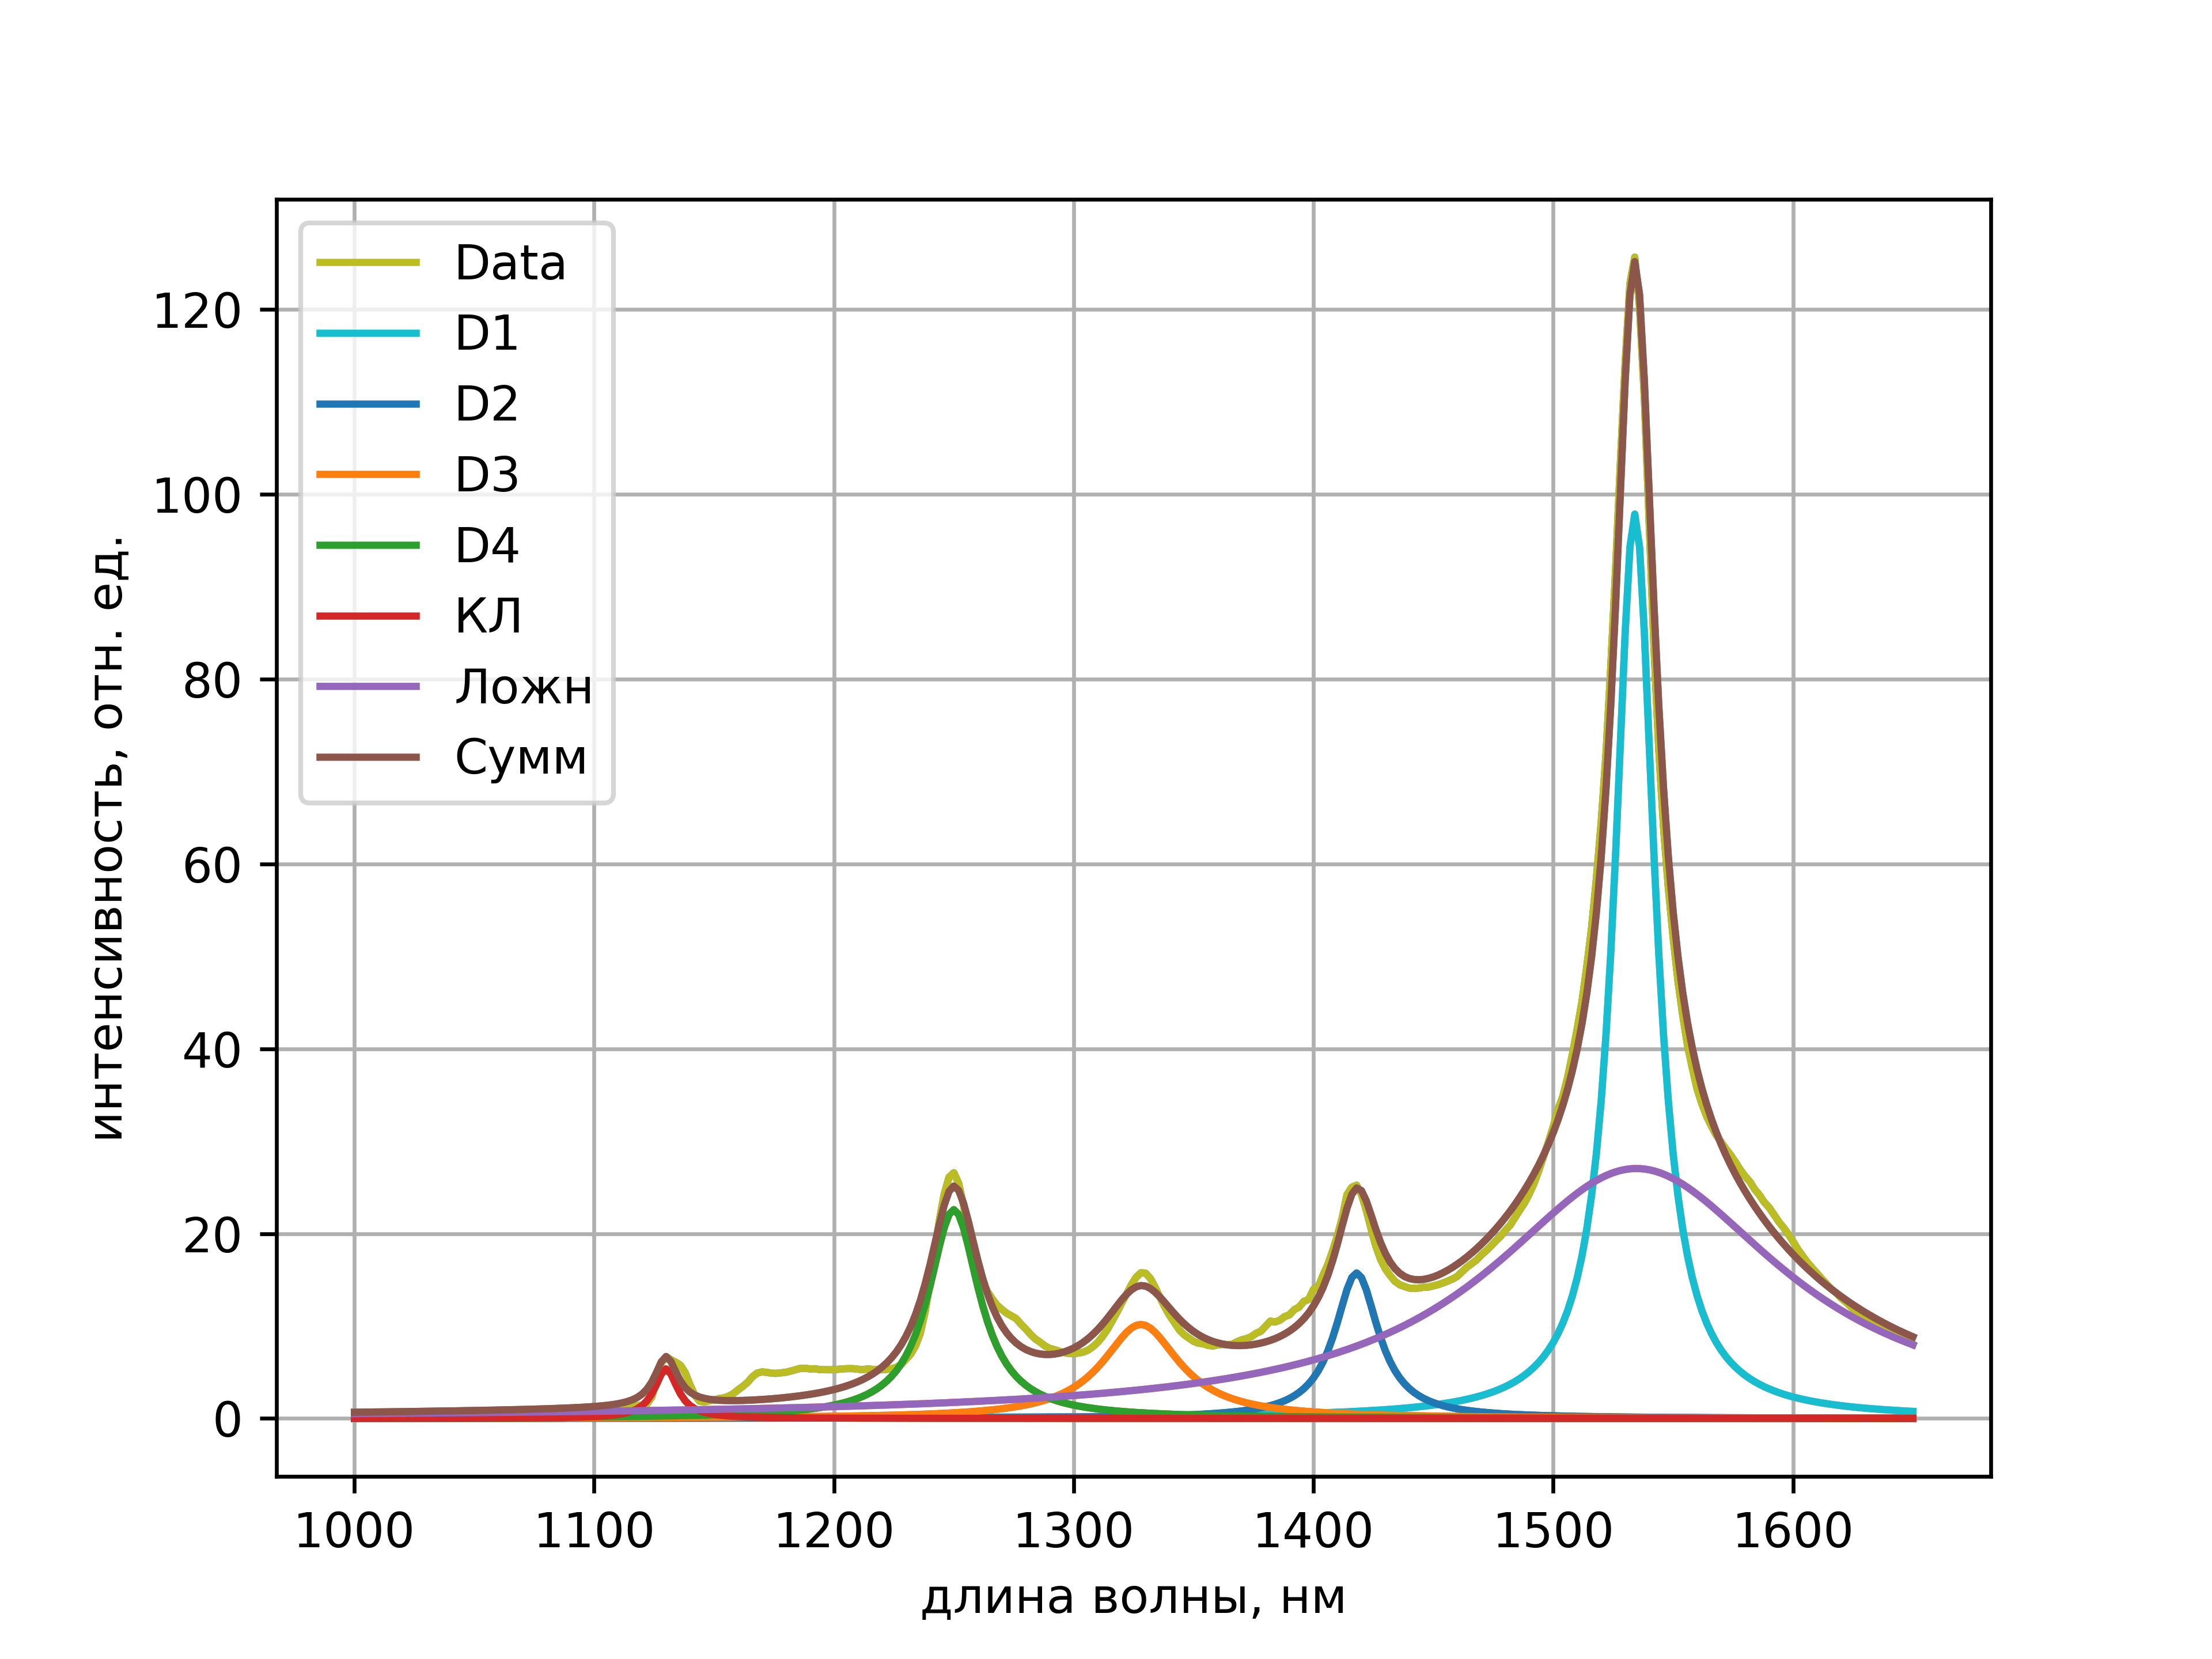 Data
D1
D2
D3
D4
КЛ
Ложн
Сумм
120
100
80
60
40
20
0
интенсивность, отн. ед.
1000 1100 1200 1300 1400 1500 1600
длина волны, нм